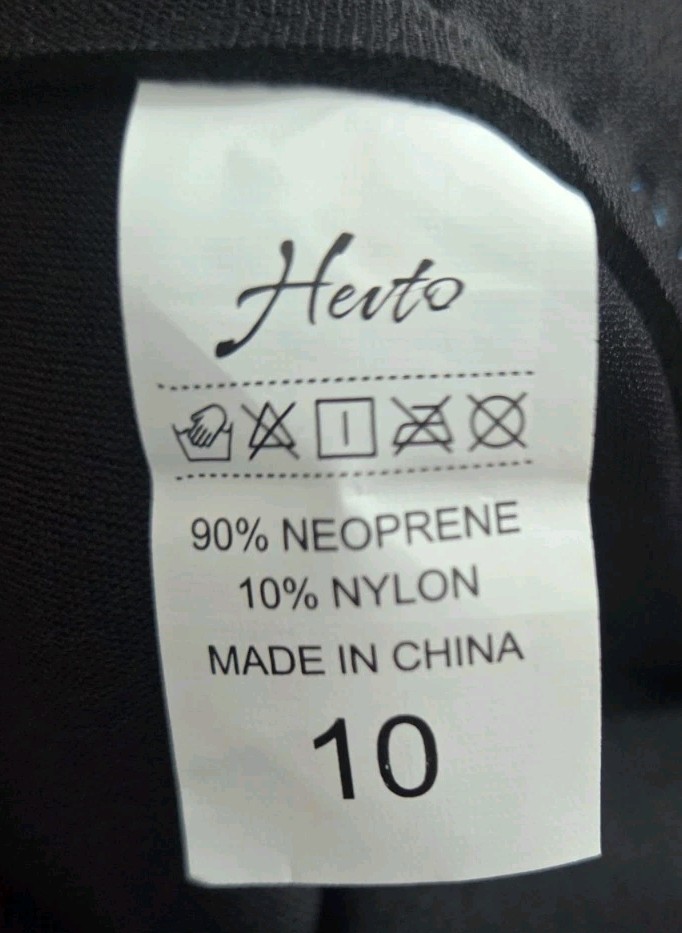 Hevto
90% NEOPRENE
10% NYLON
MADE IN CHINA
10